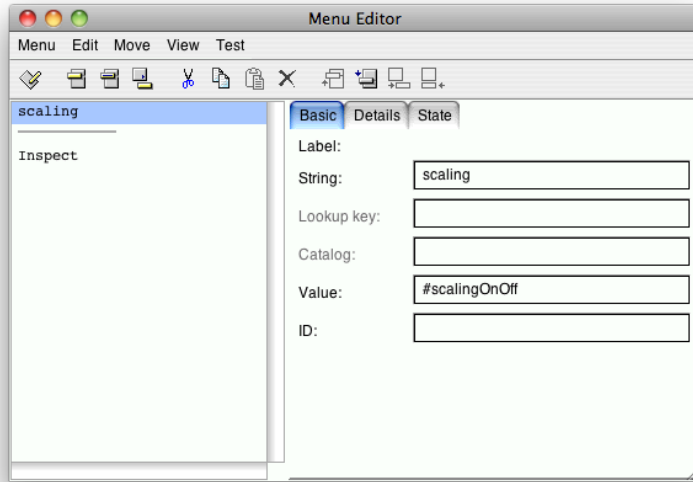 Menu Editor
Menu Edit Move View Test
scaling
Inspect
Basic Details State
Label:
String: scaling
Lookup key:
Catalog:
Value: #scalingOnOff
ID: